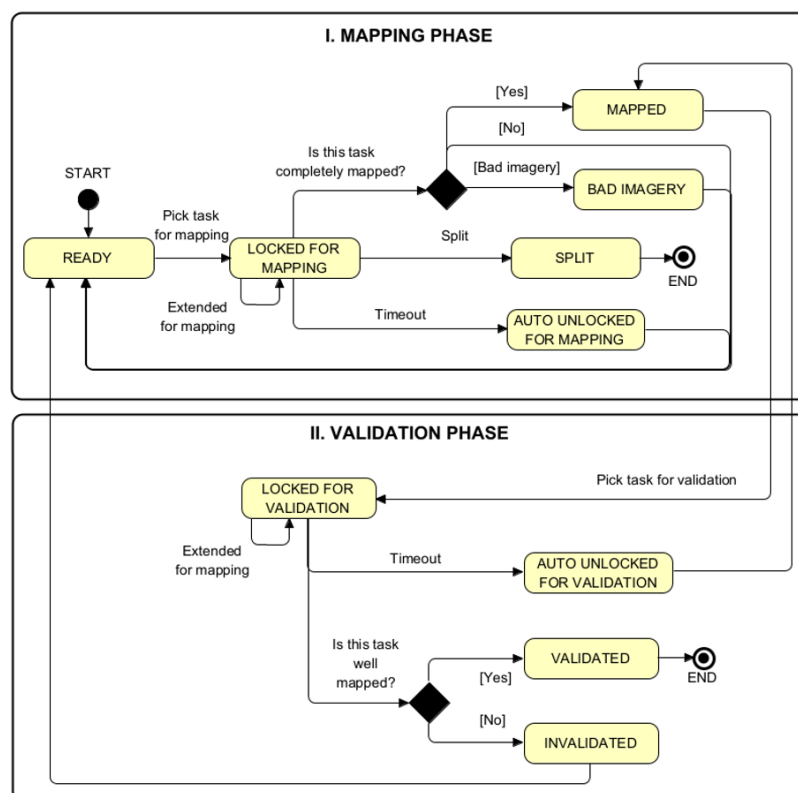 I. MAPPING PHASE
[Yes]
MAPPED
[No]
Is this task
completely mapped?
[Bad imagery]
BAD IMAGERY
START
Pick task
for mapping
READY
LOCKED FOR
MAPPING
Split
SPLIT
END
Extended
for mapping
Timeout
AUTO UNLOCKED
FOR MAPPING
II. VALIDATION PHASE
Pick task for validation
LOCKED FOR
VALIDATION
Extended
for mapping
Timeout
AUTO UNLOCKED
FOR VALIDATION
Is this task
well
mapped?
[Yes]
VALIDATED
END
[No]
INVALIDATED